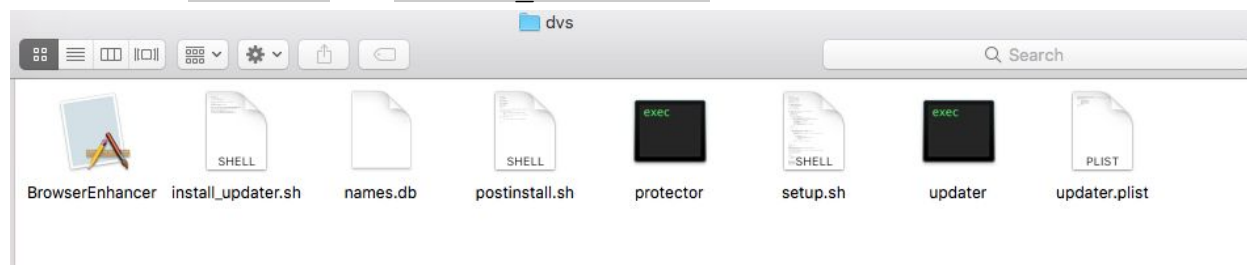 dvs
Search
exec
exec
SHELL
SHELL
SHELL
PLIST
BrowserEnhancer install_updater.sh names.db postinstall.sh protector setup.sh updater updater.plist